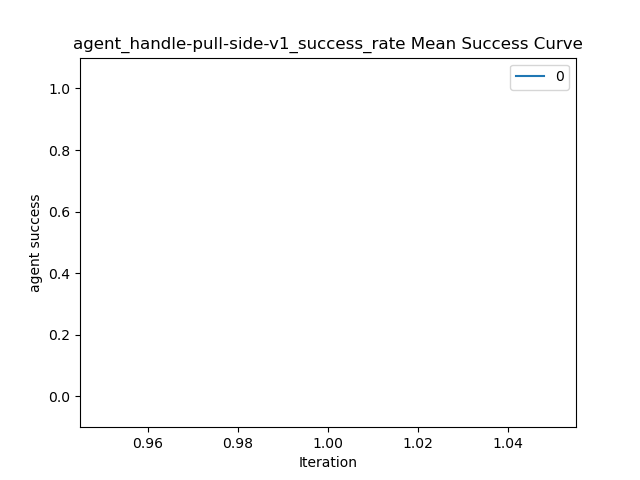 agent_handle-pull-side-v1_success_rate Mean Success Curve
0
1.0
0.8
0.6
0.4
0.2
0.0
agent success
0.96 0.98 1.00 1.02 1.04
Iteration